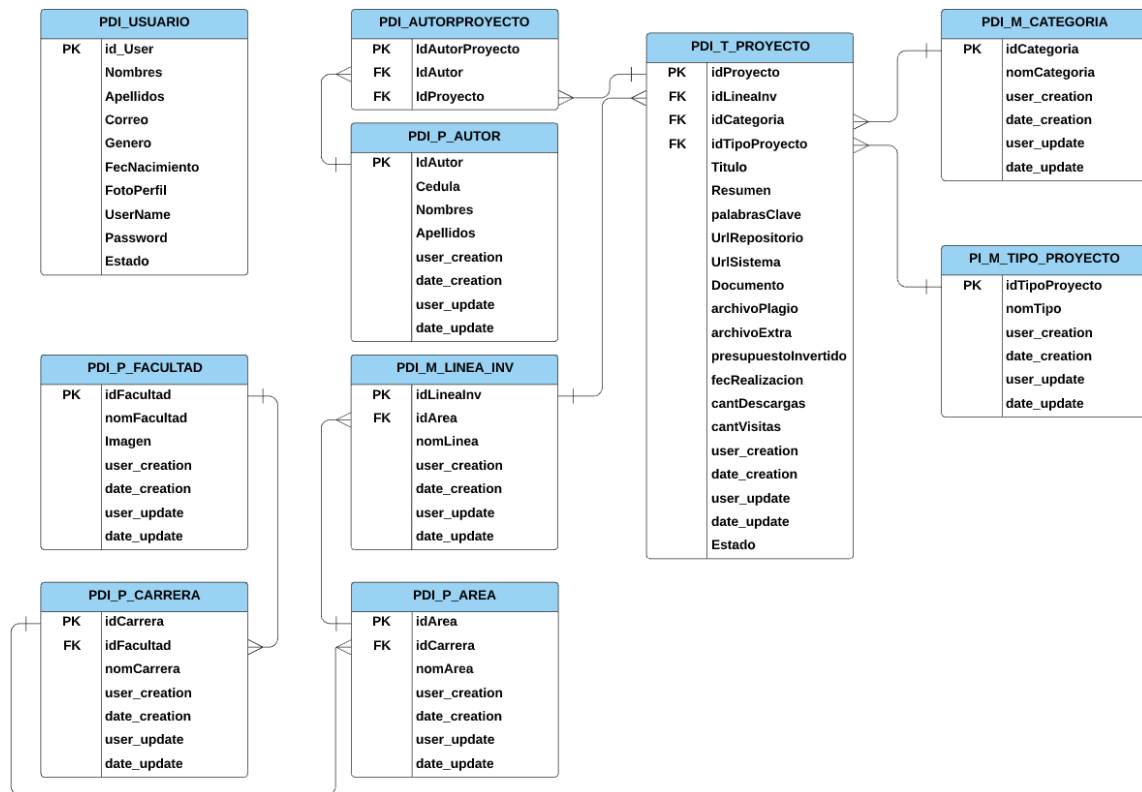 PDI_USUARIO
PK id_User
Nombres
Apellidos
Correo
Genero
FecNacimiento
FotoPerfil
UserName
Password
Estado
PDI_AUTORPROYECTO
PK IdAutorProyecto
FK IdAutor
FK IdProyecto
PDI_P_AUTOR
PK IdAutor
Cedula
Nombres
Apellidos
user_creation
date_creation
user_update
date_update
PDI_T_PROYECTO
PK idProyecto
FK idLineaInv
FK idCategoria
FK idTipoProyecto
Titulo
Resumen
palabrasClave
UrlRepositorio
UrlSistema
Documento
archivoPlagio
archivoExtra
presupuestoInvertido
fecRealizacion
cantDescargas
cantVisitas
user_creation
date_creation
user_update
date_update
Estado
PDI_M_CATEGORIA
PK idCategoria
nomCategoria
user_creation
date_creation
user_update
date_update
PI_M_TIPO_PROYECTO
PK idTipoProyecto
nomTipo
user_creation
date_creation
user_update
date_update
PDI_P_FACULTAD
PK idFacultad
nomFacultad
Imagen
user_creation
date_creation
user_update
date_update
PDI_M_LINEA_INV
PK idLineaInv
FK idArea
nomLinea
user_creation
date_creation
user_update
date_update
PDI_P_CARRERA
PK idCarrera
FK idFacultad
nomCarrera
user_creation
date_creation
user_update
date_update
PDI_P_AREA
PK idArea
FK idCarrera
nomArea
user_creation
date_creation
user_update
date_update